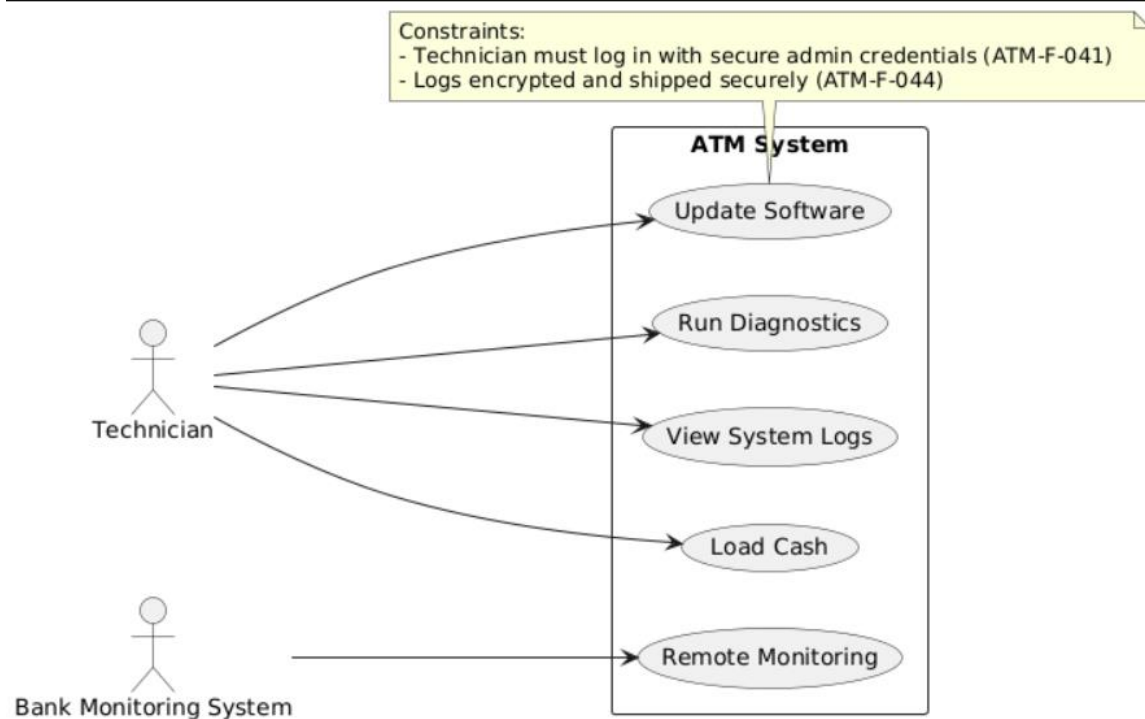 Constraints:
- Technician must log in with secure admin credentials (ATM-F-041)
- Logs encrypted and shipped securely (ATM-F-044)
ATM System
Update Software
Run Diagnostics
Technician
View System Logs
Load Cash
Remote Monitoring
Bank Monitoring System